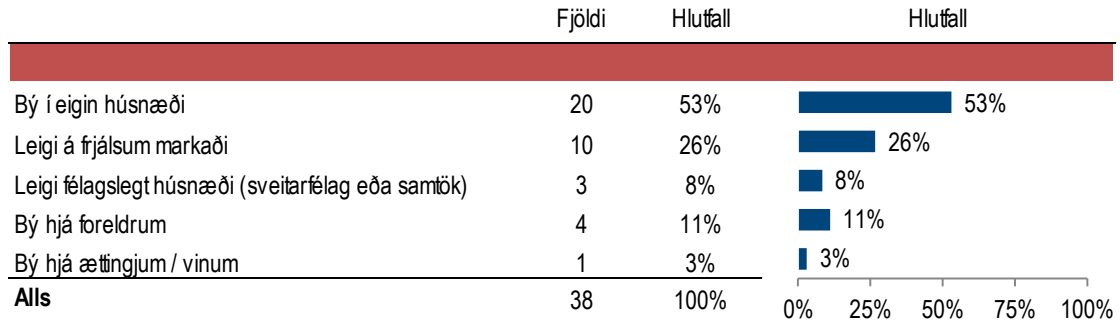 Fjöldi Hlutfall Hlutfall
Bý í eigin húsnæði 20 53% 53%
Leigi á frjálsum markaði 10 26% 26%
Leigi félagslegt húsnæði (sveitarfélag eða samtök) 3 8% 8%
Bý hjá foreldrum 4 11% 11%
Bý hjá ættingjum / vinum 1 3% 3%
Alls 38 100%
0% 25% 50% 75% 100%